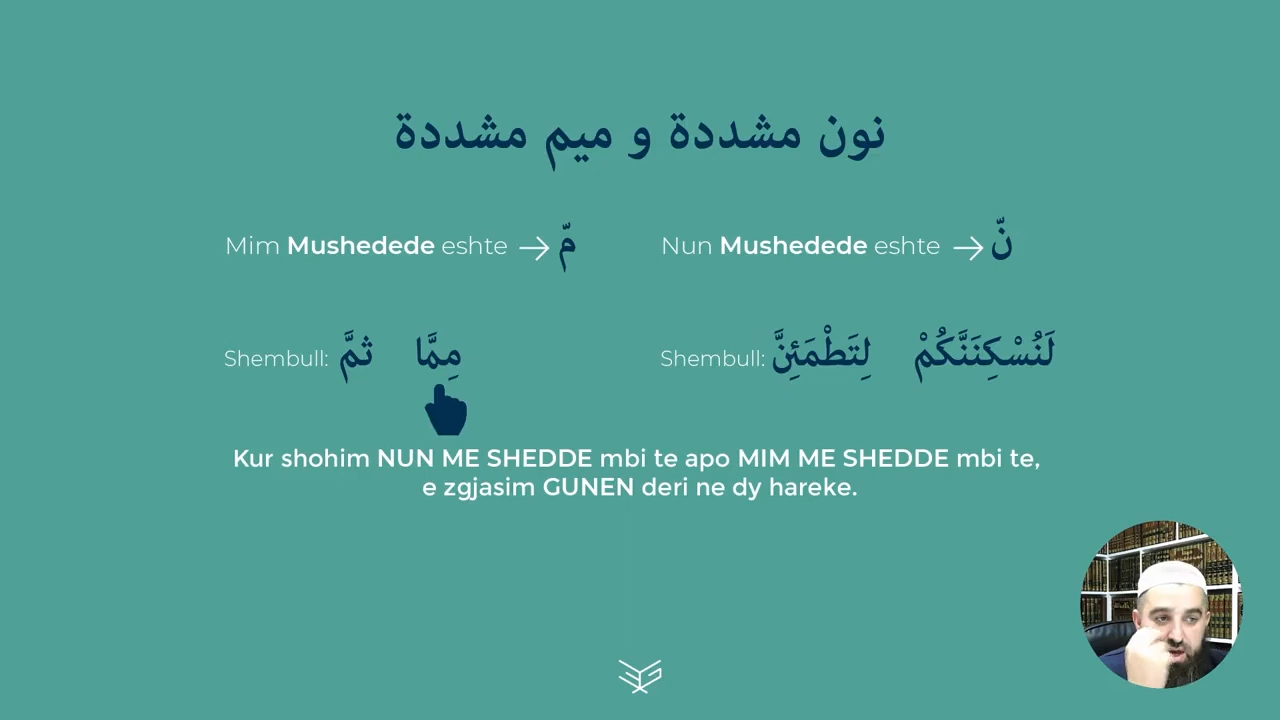 نون مشددة و ميم مشددة
Mim Mushedede eshte → مّ
Nun Mushedede eshte → نّ
Shembull: ثمَّ مِمَّا
Shembull: لِتَطْمَئِنَّ لَنُسْكِنَنَّكُمْ
Kur shohim NUN ME SHEDDE mbi te apo MIM ME SHEDDE mbi te,
e zgjasim GUNEN deri ne dy hareke.